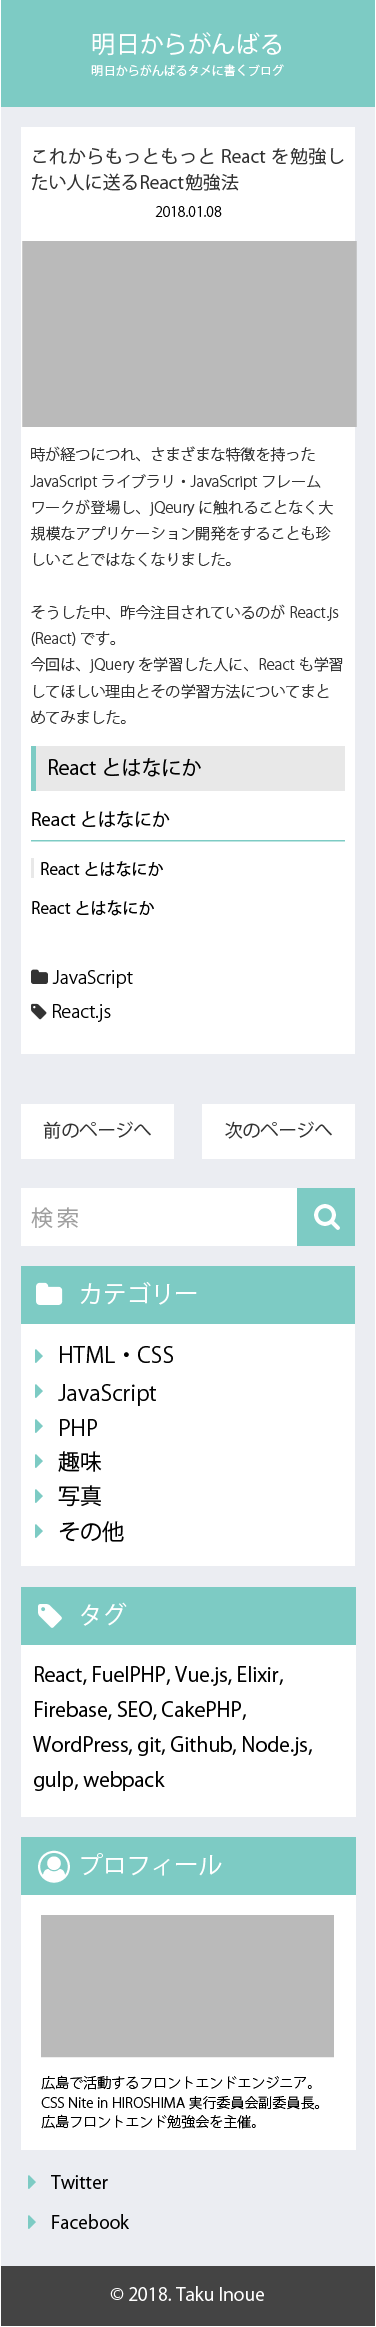 明日からがんばる
明日からがんばるタメに書くブログ
これからもっともっと React を勉強し
たい人に送るReact勉強法
2018.01.08
時が経つにつれ、さまざまな特徴を持った
JavaScript ライブラリ・JavaScript フレーム
ワークが登場し、jQeury に触れることなく大
規模なアプリケーション開発をすることも珍
しいことではなくなりました。
そうした中、昨今注目されているのが React.js
(React) です。
今回は、jQuery を学習した人に、React も学習
してほしい理由とその学習方法についてまと
めてみました。
React とはなにか
React とはなにか
React とはなにか
React とはなにか
JavaScript
React.js
前のページへ 次のページへ
検索
カテゴリー
HTML・CSS
JavaScript
PHP
趣味
写真
その他
タグ
React, FuelPHP, Vue.js, Elixir,
Firebase, SEO, CakePHP,
WordPress, git, Github, Node.js,
gulp, webpack
プロフィール
広島で活動するフロントエンドエンジニア。
CSS Nite in HIROSHIMA 実行委員会副委員長。
広島フロントエンド勉強会を主催。
Twitter
Facebook
© 2018. Taku Inoue